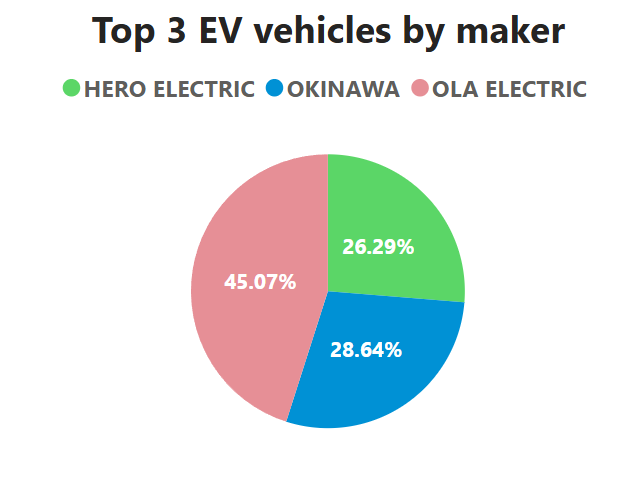 Top 3 EV vehicles by maker
HERO ELECTRIC OKINAWA OLA ELECTRIC
26.29%
45.07%
28.64%